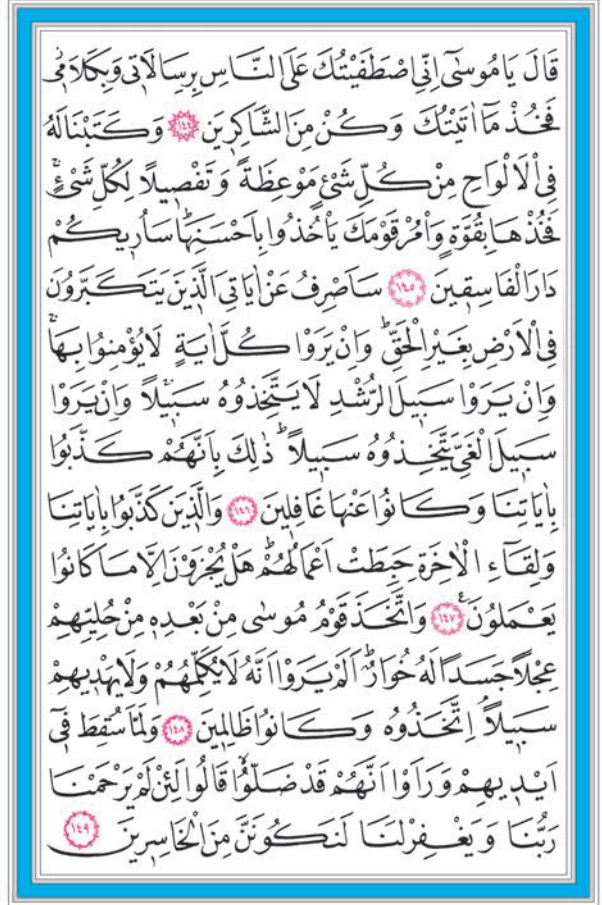 قَالَ يَامُوسٰٓى اِنِّى اصْطَفَيْتُكَ عَلَى النَّاسِ بِرِسَالَاتٖى وَبِكَلَامٖى
فَخُذْ مَٓا اٰتَيْتُكَ وَكُنْ مِنَ الشَّاكِرٖينَ ﴿١٤٤﴾ وَكَتَبْنَا لَهُ
فِى الْاَلْوَاحِ مِنْ كُلِّ شَیْءٍ مَوْعِظَةً وَتَفْصٖيلًا لِكُلِّ شَیْءٍۚ
فَخُذْهَا بِقُوَّةٍ وَاْمُرْ قَوْمَكَ يَاْخُذُوا بِاَحْسَنِهَاۜ سَاُرٖيكُمْ
دَارَ الْفَاسِقٖينَ ﴿١٤٥﴾ سَاَصْرِفُ عَنْ اٰيَاتِىَ الَّذٖينَ يَتَكَبَّرُونَ
فِى الْاَرْضِ بِغَيْرِ الْحَقِّۜ وَاِنْ يَرَوْا كُلَّ اٰيَةٍ لَا يُؤْمِنُوا بِهَاۚ
وَاِنْ يَرَوْا سَبٖيلَ الرُّشْدِ لَا يَتَّخِذُوهُ سَبٖيلًاۚ وَاِنْ يَرَوْا
سَبٖيلَ الْغَیِّ يَتَّخِذُوهُ سَبٖيلًاۜ ذٰلِكَ بِاَنَّهُمْ كَذَّبُوا
بِاٰيَاتِنَا وَكَانُوا عَنْهَا غَافِلٖينَ ﴿١٤٦﴾ وَالَّذٖينَ كَذَّبُوا بِاٰيَاتِنَا
وَلِقَٓاءِ الْاٰخِرَةِ حَبِطَتْ اَعْمَالُهُمْۜ هَلْ يُجْزَوْنَ اِلَّا مَا كَانُوا
يَعْمَلُونَ ﴿١٤٧﴾ وَاتَّخَذَ قَوْمُ مُوسٰى مِنْ بَعْدِهٖ مِنْ حُلِيِّهِمْ
عِجْلًا جَسَدًا لَهُ خُوَارٌۜ اَلَمْ يَرَوْا اَنَّهُ لَا يُكَلِّمُهُمْ وَلَا يَهْدٖيهِمْ
سَبٖيلًاۢ اِتَّخَذُوهُ وَكَانُوا ظَالِمٖينَ ﴿١٤٨﴾ وَلَمَّا سُقِطَ فٖٓى
اَيْدٖيهِمْ وَرَاَوْا اَنَّهُمْ قَدْ ضَلُّواۙ قَالُوا لَئِنْ لَمْ يَرْحَمْنَا
رَبُّنَا وَيَغْفِرْ لَنَا لَنَكُونَنَّ مِنَ الْخَاسِرٖينَ ﴿١٤٩﴾